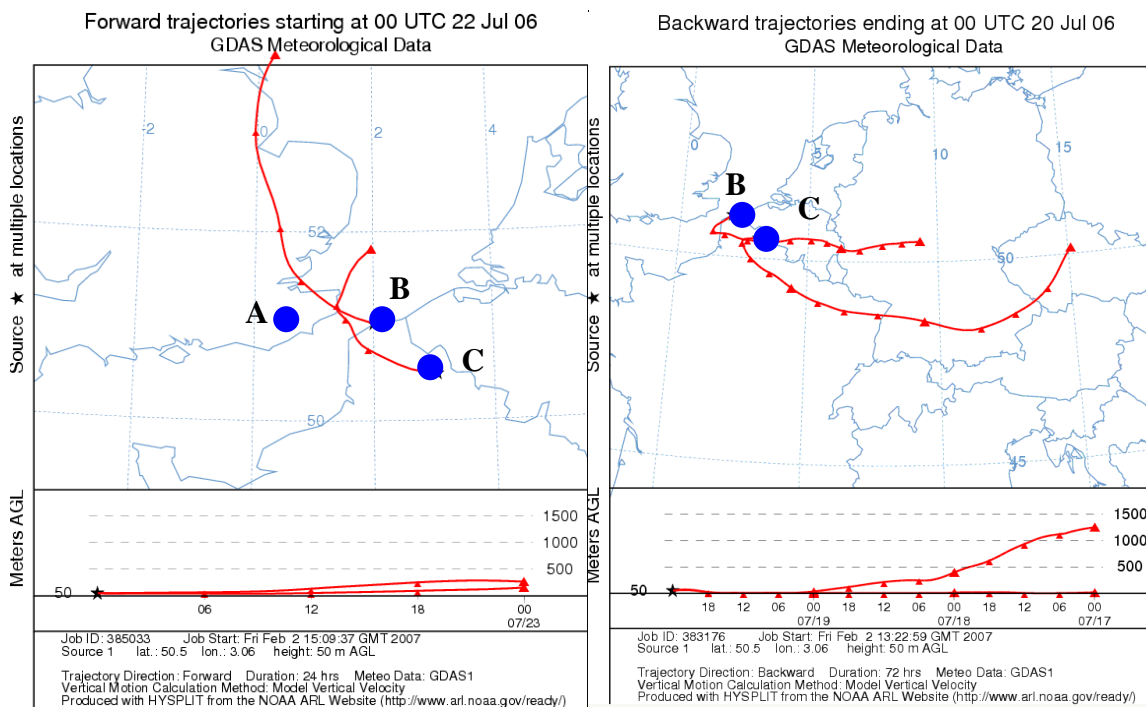 Forward trajectories starting at 00 UTC 22 Jul 06
GDAS Meteorological Data
Source ★ at multiple locations
-2
0
2
4
52
50
A
B
C
Meters AGL
1500
1000
500
50
06
12
18
00
07/23
Job ID: 385033 Job Start: Fri Feb 2 15:09:37 GMT 2007
Source 1 lat.: 50.5 lon.: 3.06 height: 50 m AGL
Trajectory Direction: Forward Duration: 24 hrs Meteo Data: GDAS1
Vertical Motion Calculation Method: Model Vertical Velocity
Produced with HYSPLIT from the NOAA ARL Website (http://www.arl.noaa.gov/ready/)
Backward trajectories ending at 00 UTC 20 Jul 06
GDAS Meteorological Data
Source ★ at multiple locations
0
5
10
15
50
45
B
C
Meters AGL
1500
1000
500
50
18 12 06 00 18 12 06 00 18 12 06 00
07/19 07/18 07/17
Job ID: 383176 Job Start: Fri Feb 2 13:22:59 GMT 2007
Source 1 lat.: 50.5 lon.: 3.06 height: 50 m AGL
Trajectory Direction: Backward Duration: 72 hrs Meteo Data: GDAS1
Vertical Motion Calculation Method: Model Vertical Velocity
Produced with HYSPLIT from the NOAA ARL Website (http://www.arl.noaa.gov/ready/)